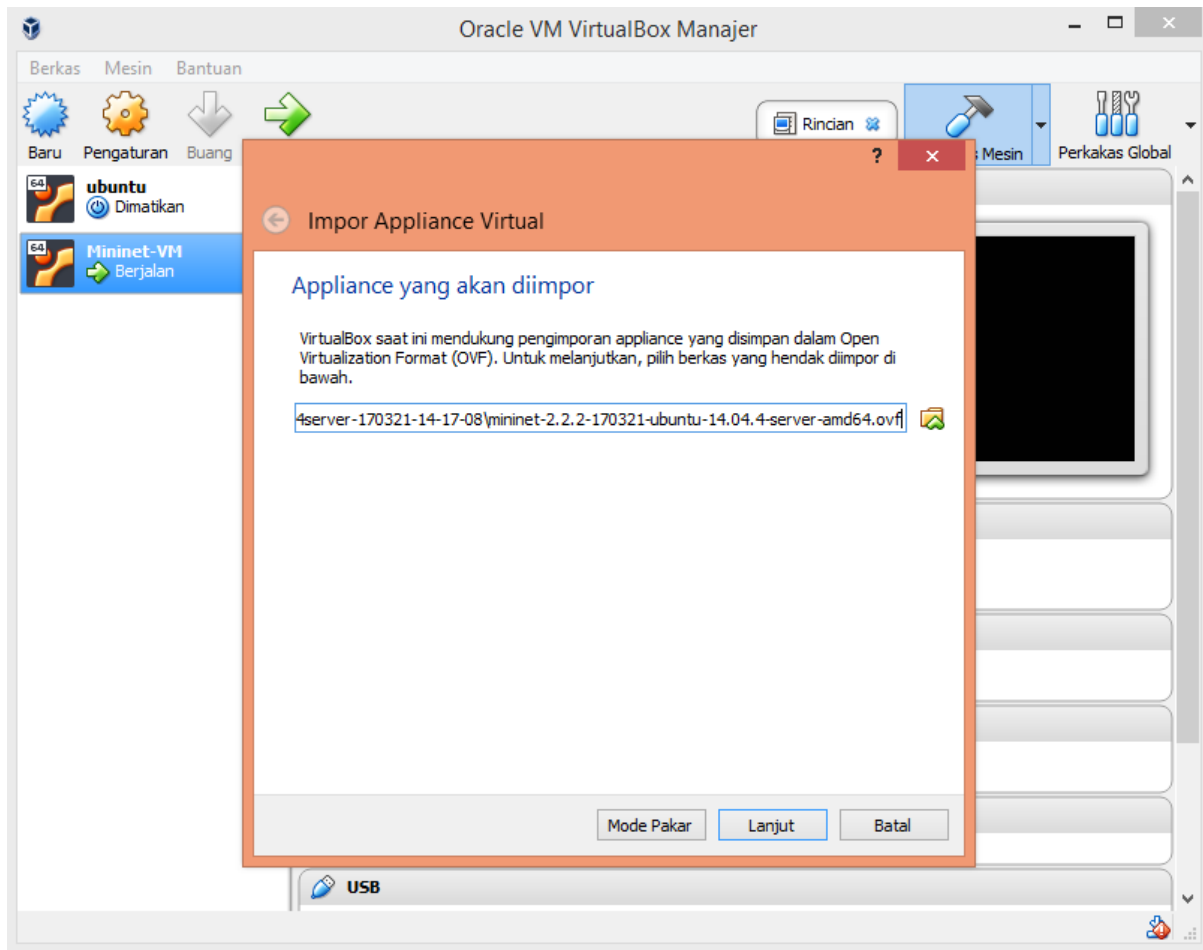 Oracle VM VirtualBox Manajer
Berkas Mesin Bantuan
Baru Pengaturan Buang
Rincian
Mesin
Perkakas Global
64
ubuntu
Dimatikan
64
Mininet-VM
Berjalan
?
Impor Appliance Virtual
Appliance yang akan diimpor
VirtualBox saat ini mendukung pengimporan appliance yang disimpan dalam Open
Virtualization Format (OVF). Untuk melanjutkan, pilih berkas yang hendak diimpor di
bawah.
4server-170321-14-17-08\mininet-2.2.2-170321-ubuntu-14.04.4-server-amd64.ovf
Mode Pakar Lanjut Batal
USB